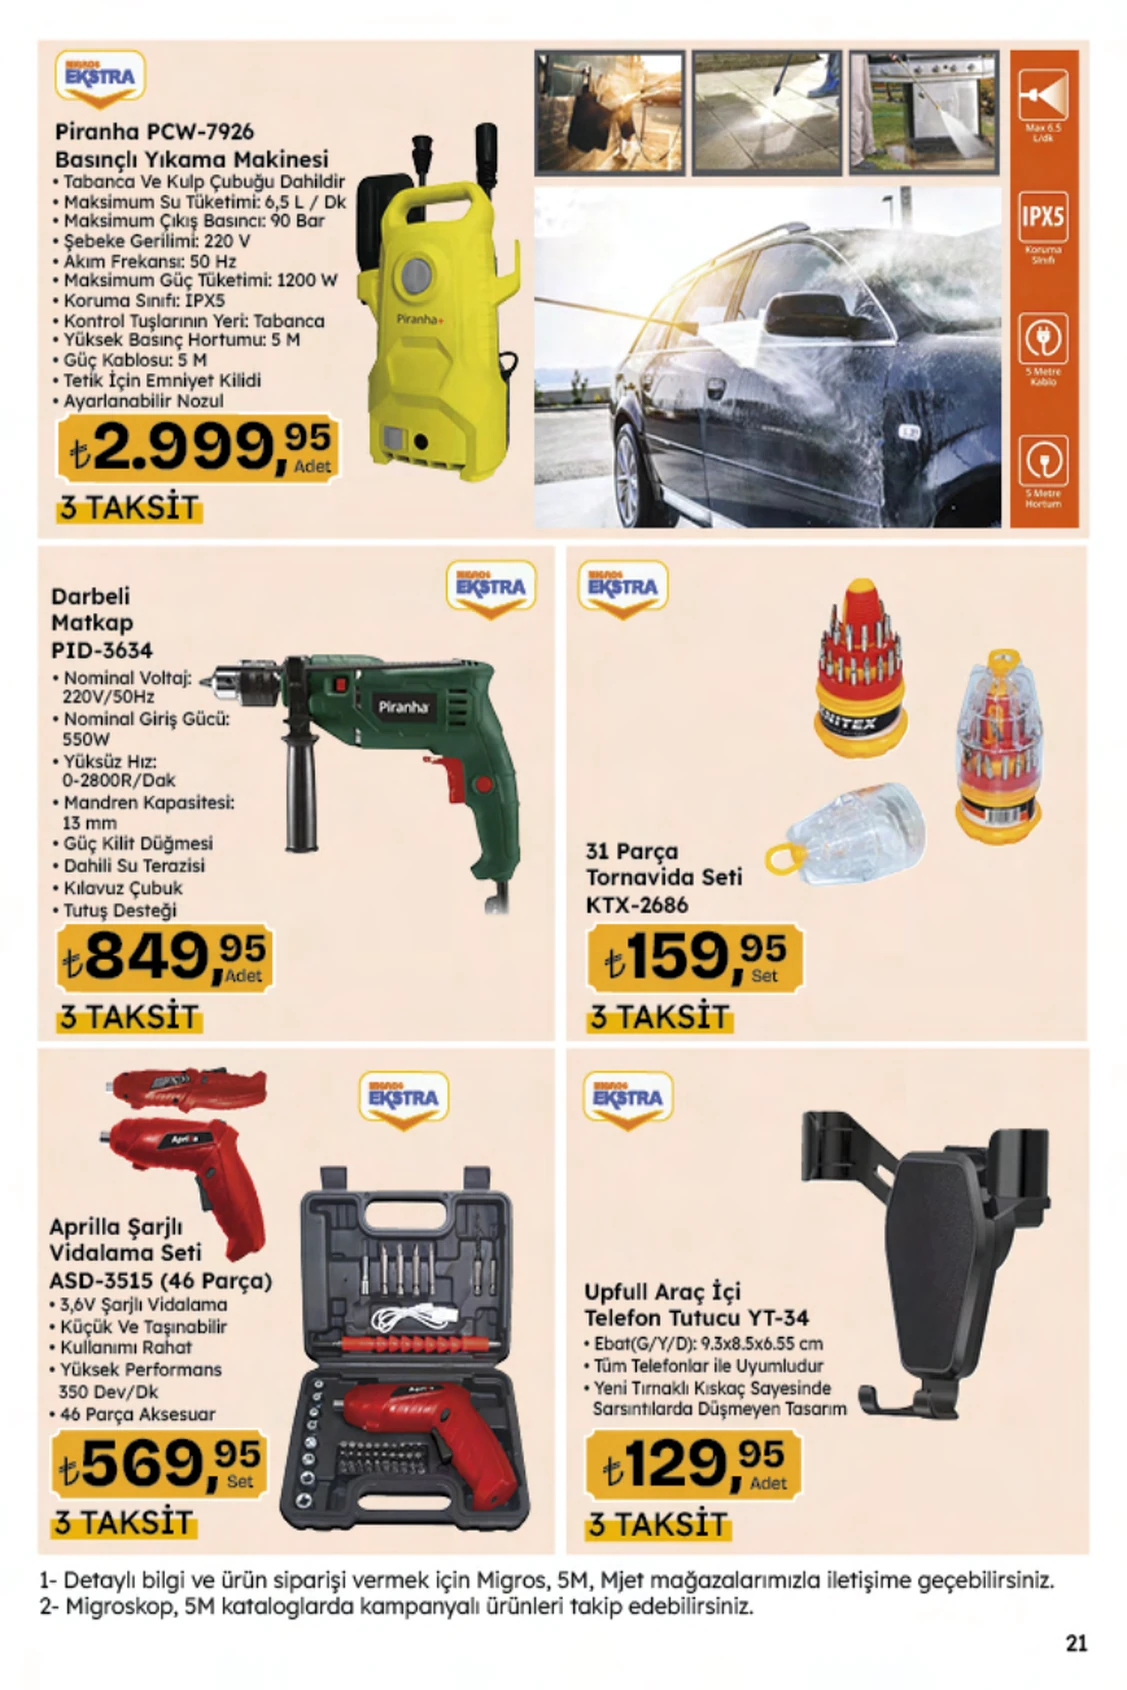 MIGROS
EKSTRA
Piranha PCW-7926
Basınçlı Yıkama Makinesi
• Tabanca Ve Kulp Çubuğu Dahildir
• Maksimum Su Tüketimi: 6,5 L / Dk
• Maksimum Çıkış Basıncı: 90 Bar
• Şebeke Gerilimi: 220 V
• Akım Frekansı: 50 Hz
• Maksimum Güç Tüketimi: 1200 W
• Koruma Sınıfı: IPX5
• Kontrol Tuşlarının Yeri: Tabanca
• Yüksek Basınç Hortumu: 5 M
• Güç Kablosu: 5 M
• Tetik İçin Emniyet Kilidi
• Ayarlanabilir Nozul
₺2.999,95
Adet
3 TAKSİT
Piranha+
Max 6.5
L/dk
IPX5
Koruma
Sınıfı
5 Metre
Kablo
5 Metre
Hortum
MIGROS
EKSTRA
Darbeli
Matkap
PID-3634
• Nominal Voltaj:
220V/50Hz
• Nominal Giriş Gücü:
550W
• Yüksüz Hız:
0-2800R/Dak
• Mandren Kapasitesi:
13 mm
• Güç Kilit Düğmesi
• Dahili Su Terazisi
• Kılavuz Çubuk
• Tutuş Desteği
₺849,95
Adet
3 TAKSİT
Piranha
MIGROS
EKSTRA
31 Parça
Tornavida Seti
KTX-2686
₺159,95
Set
3 TAKSİT
MIGROS
EKSTRA
Aprilla
Aprilla Şarjlı
Vidalama Seti
ASD-3515 (46 Parça)
• 3,6V Şarjlı Vidalama
• Küçük Ve Taşınabilir
• Kullanımı Rahat
• Yüksek Performans
350 Dev/Dk
• 46 Parça Aksesuar
₺569,95
Set
3 TAKSİT
MIGROS
EKSTRA
Upfull Araç İçi
Telefon Tutucu YT-34
• Ebat(G/Y/D): 9.3x8.5x6.55 cm
• Tüm Telefonlar ile Uyumludur
• Yeni Tırnaklı Kıskaç Sayesinde
Sarsıntılarda Düşmeyen Tasarım
₺129,95
Adet
3 TAKSİT
1- Detaylı bilgi ve ürün siparişi vermek için Migros, 5M, Mjet mağazalarımızla iletişime geçebilirsiniz.
2- Migroskop, 5M kataloglarda kampanyalı ürünleri takip edebilirsiniz.
21